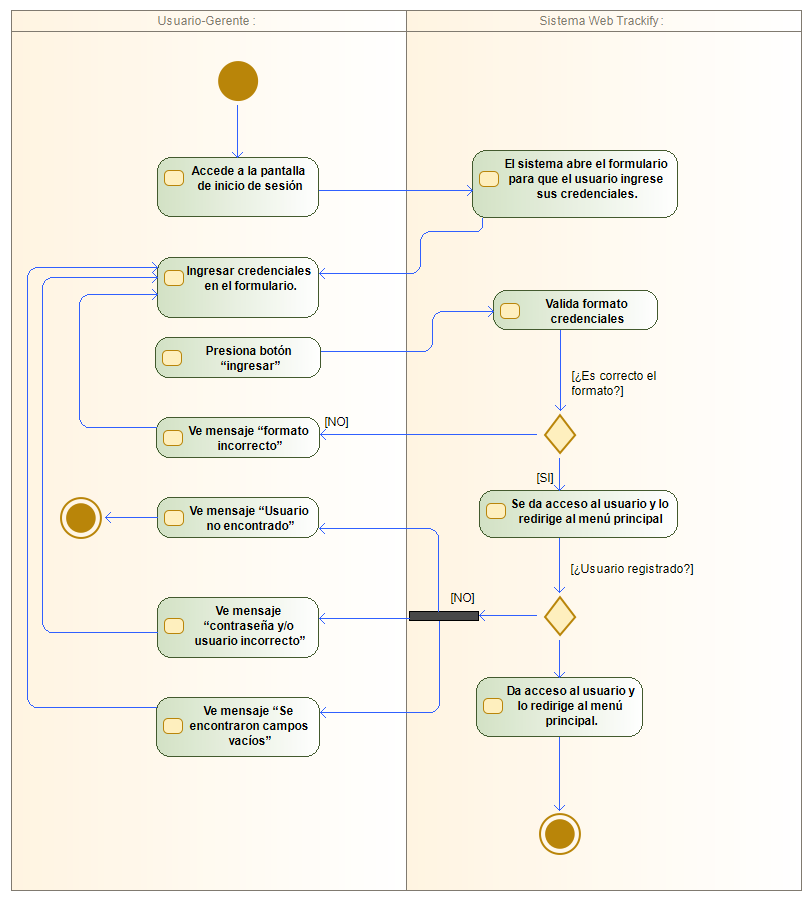 Usuario-Gerente :
Sistema Web Trackify :
Accede a la pantalla
de inicio de sesión
El sistema abre el formulario
para que el usuario ingrese
sus credenciales.
Ingresar credenciales
en el formulario.
Valida formato
credenciales
Presiona botón
“ingresar”
[¿Es correcto el
formato?]
[NO]
Ve mensaje “formato
incorrecto”
[SI]
Se da acceso al usuario y lo
redirige al menú principal
Ve mensaje “Usuario
no encontrado”
[¿Usuario registrado?]
[NO]
Ve mensaje
“contraseña y/o
usuario incorrecto”
Da acceso al usuario y
lo redirige al menú
principal.
Ve mensaje “Se
encontraron campos
vacíos”